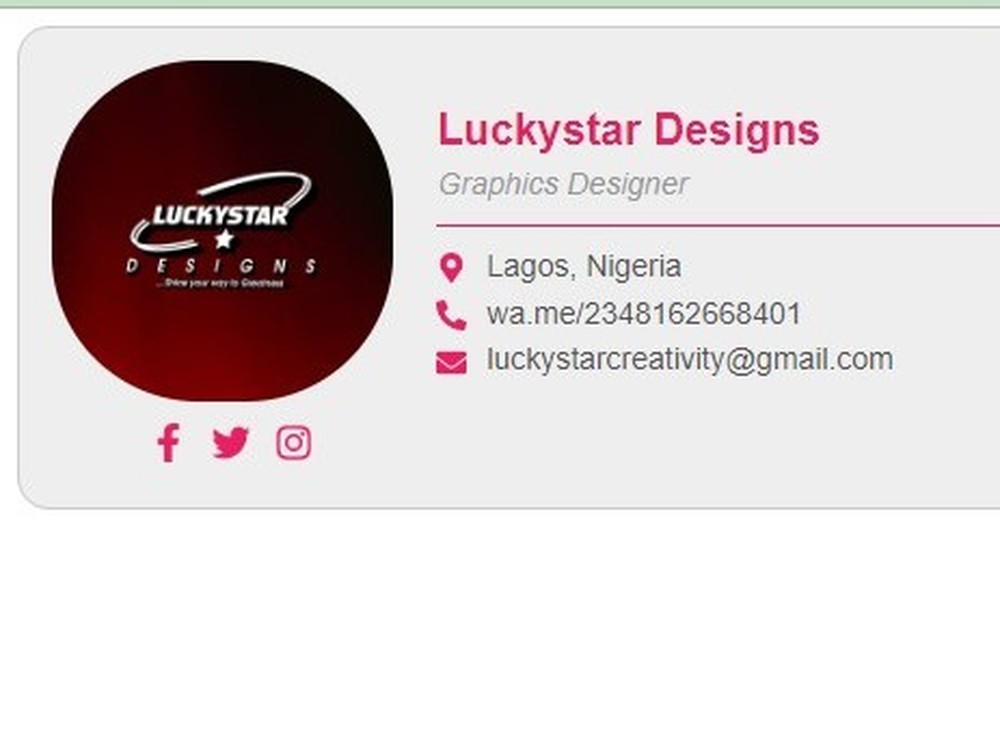 LUCKYSTAR
DESIGNS
...Shine your way to Greatness
Luckystar Designs
Graphics Designer
Lagos, Nigeria
wa.me/2348162668401
luckystarcreativity@gmail.com